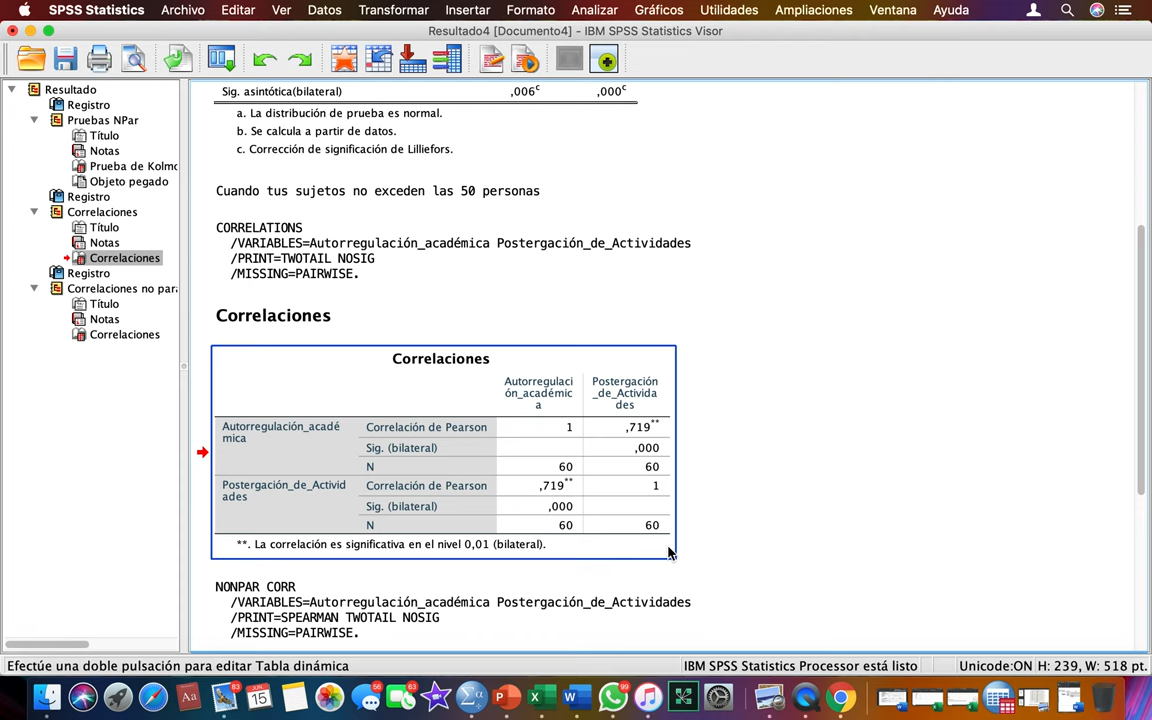 SPSS Statistics Archivo Editar Ver Datos Transformar Insertar Formato Analizar Gráficos Utilidades Ampliaciones Ventana Ayuda
Resultado4 [Documento4] - IBM SPSS Statistics Visor
Resultado
Registro
Pruebas NPar
Título
Notas
Prueba de Kolmo
Objeto pegado
Registro
Correlaciones
Título
Notas
Correlaciones
Registro
Correlaciones no par
Título
Notas
Correlaciones
Sig. asintótica(bilateral) ,006c ,000c
a. La distribución de prueba es normal.
b. Se calcula a partir de datos.
c. Corrección de significación de Lilliefors.
Cuando tus sujetos no exceden las 50 personas
CORRELATIONS
/VARIABLES=Autorregulación_académica Postergación_de_Actividades
/PRINT=TWOTAIL NOSIG
/MISSING=PAIRWISE.
Correlaciones
Correlaciones
Autorregulaci Postergación
ón_académic _de_Activida
a des
Autorregulación_acadé Correlación de Pearson 1 ,719**
mica
Sig. (bilateral) ,000
N 60 60
Postergación_de_Activid Correlación de Pearson ,719** 1
ades
Sig. (bilateral) ,000
N 60 60
**. La correlación es significativa en el nivel 0,01 (bilateral).
NONPAR CORR
/VARIABLES=Autorregulación_académica Postergación_de_Actividades
/PRINT=SPEARMAN TWOTAIL NOSIG
/MISSING=PAIRWISE.
Efectúe una doble pulsación para editar Tabla dinámica IBM SPSS Statistics Processor está listo Unicode:ON H: 239, W: 518 pt.